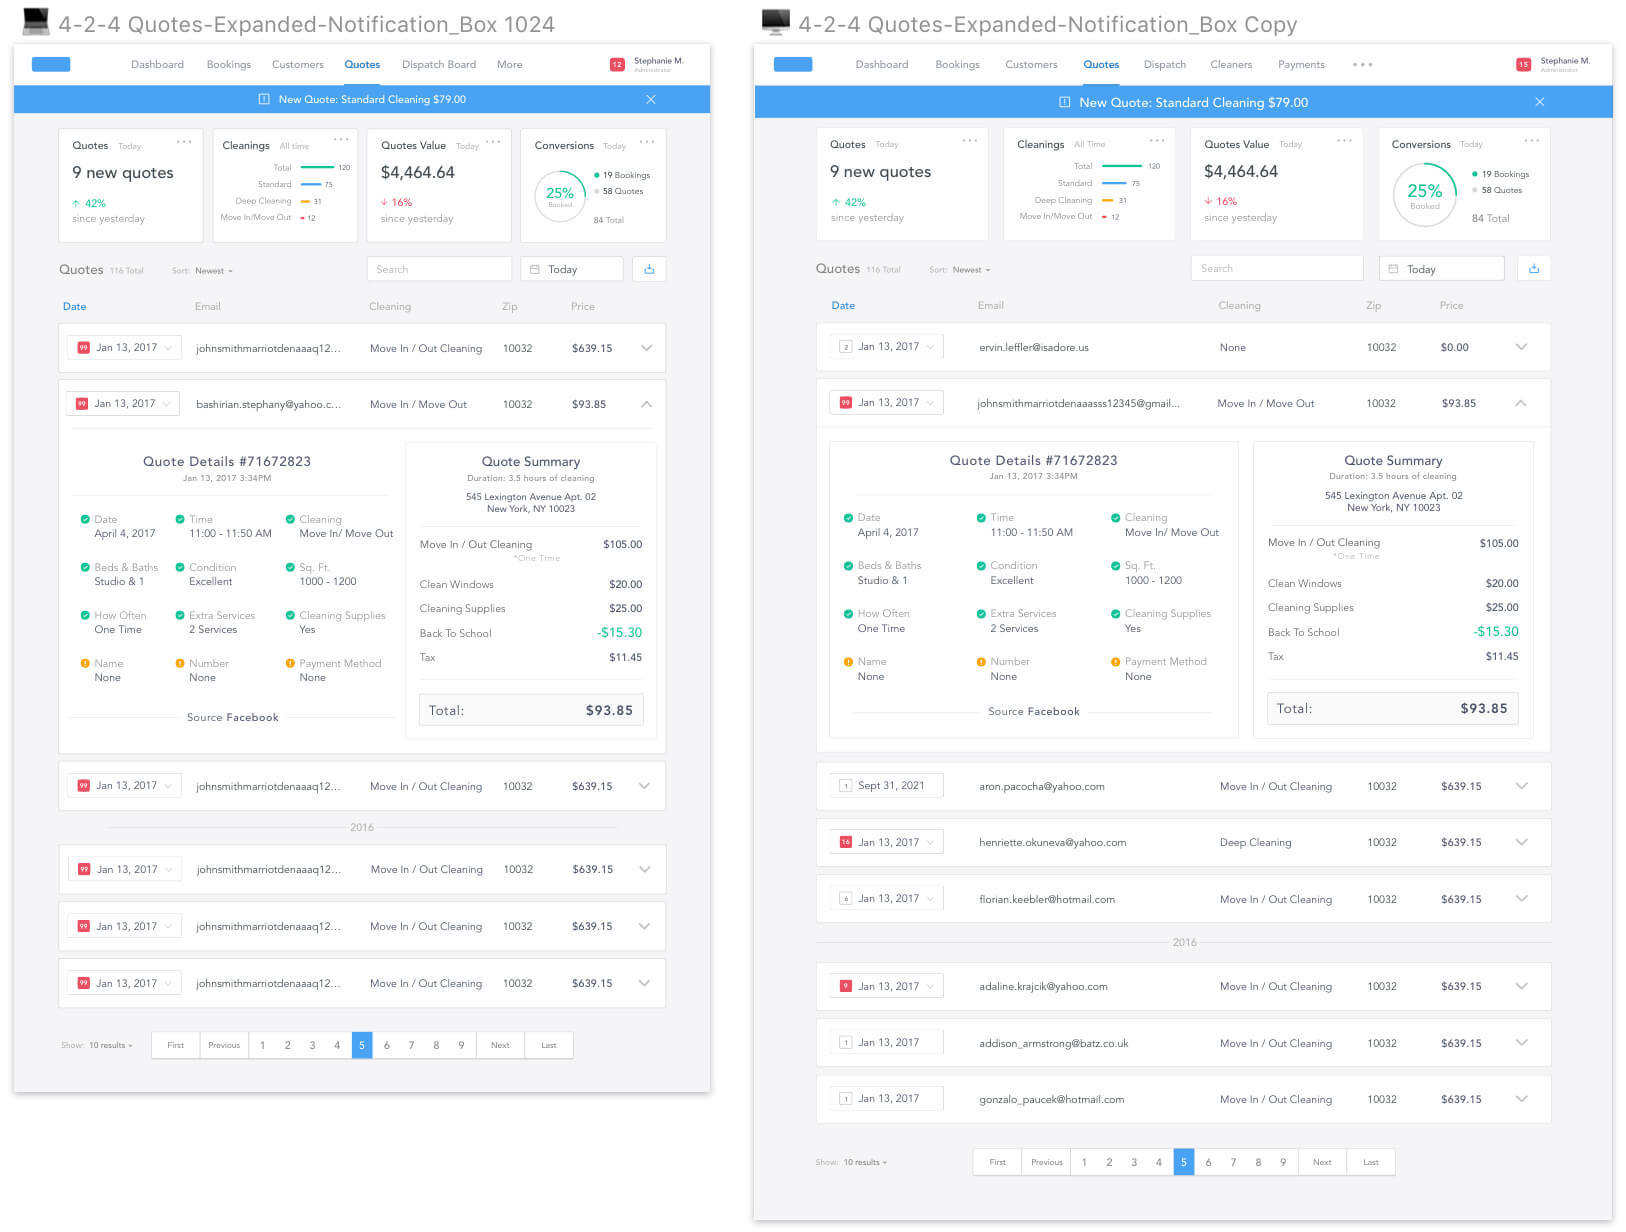 4-2-4 Quotes-Expanded-Notification_Box 1024
Dashboard Bookings Customers Quotes Dispatch Board More 12 Stephanie M.
Administrator
New Quote: Standard Cleaning $79.00
Quotes Today
9 new quotes
42%
since yesterday
Cleanings All time
Total 120
Standard 75
Deep Cleaning 31
Move In/Move Out 12
Quotes Value Today
$4,464.64
16%
since yesterday
Conversions Today
25%
Booked
19 Bookings
58 Quotes
84 Total
Quotes 116 Total Sort: Newest Search Today
Date Email Cleaning Zip Price
99 Jan 13, 2017 johnsmithmarriotdenaaaq12... Move In / Out Cleaning 10032 $639.15
99 Jan 13, 2017 bashirian.stephany@yahoo.c... Move In / Move Out 10032 $93.85
Quote Details #71672823
Jan 13, 2017 3:34PM
Date Time Cleaning
April 4, 2017 11:00 - 11:50 AM Move In/ Move Out
Beds & Baths Condition Sq. Ft.
Studio & 1 Excellent 1000 - 1200
How Often Extra Services Cleaning Supplies
One Time 2 Services Yes
Name Number Payment Method
None None None
Source Facebook
Quote Summary
Duration: 3.5 hours of cleaning
545 Lexington Avenue Apt. 02
New York, NY 10023
Move In / Out Cleaning $105.00
*One Time
Clean Windows $20.00
Cleaning Supplies $25.00
Back To School -$15.30
Tax $11.45
Total: $93.85
99 Jan 13, 2017 johnsmithmarriotdenaaaq12... Move In / Out Cleaning 10032 $639.15
2016
99 Jan 13, 2017 johnsmithmarriotdenaaaq12... Move In / Out Cleaning 10032 $639.15
99 Jan 13, 2017 johnsmithmarriotdenaaaq12... Move In / Out Cleaning 10032 $639.15
99 Jan 13, 2017 johnsmithmarriotdenaaaq12... Move In / Out Cleaning 10032 $639.15
Show: 10 results First Previous 1 2 3 4 5 6 7 8 9 Next Last
4-2-4 Quotes-Expanded-Notification_Box Copy
Dashboard Bookings Customers Quotes Dispatch Cleaners Payments 15 Stephanie M.
Administrator
New Quote: Standard Cleaning $79.00
Quotes Today
9 new quotes
42%
since yesterday
Cleanings All Time
Total 120
Standard 75
Deep Cleaning 31
Move In/Move Out 12
Quotes Value Today
$4,464.64
16%
since yesterday
Conversions Today
25%
Booked
19 Bookings
58 Quotes
84 Total
Quotes 116 Total Sort: Newest Search Today
Date Email Cleaning Zip Price
2 Jan 13, 2017 ervin.leffler@isadore.us None 10032 $0.00
99 Jan 13, 2017 johnsmithmarriotdenaaasss12345@gmail... Move In / Move Out 10032 $93.85
Quote Details #71672823
Jan 13, 2017 3:34PM
Date Time Cleaning
April 4, 2017 11:00 - 11:50 AM Move In/ Move Out
Beds & Baths Condition Sq. Ft.
Studio & 1 Excellent 1000 - 1200
How Often Extra Services Cleaning Supplies
One Time 2 Services Yes
Name Number Payment Method
None None None
Source Facebook
Quote Summary
Duration: 3.5 hours of cleaning
545 Lexington Avenue Apt. 02
New York, NY 10023
Move In / Out Cleaning $105.00
*One Time
Clean Windows $20.00
Cleaning Supplies $25.00
Back To School -$15.30
Tax $11.45
Total: $93.85
1 Sept 31, 2021 aron.pacocha@yahoo.com Move In / Out Cleaning 10032 $639.15
16 Jan 13, 2017 henriette.okuneva@yahoo.com Deep Cleaning 10032 $639.15
6 Jan 13, 2017 florian.keebler@hotmail.com Move In / Out Cleaning 10032 $639.15
2016
9 Jan 13, 2017 adaline.krajcik@yahoo.com Move In / Out Cleaning 10032 $639.15
1 Jan 13, 2017 addison_armstrong@batz.co.uk Move In / Out Cleaning 10032 $639.15
1 Jan 13, 2017 gonzalo_paucek@hotmail.com Move In / Out Cleaning 10032 $639.15
Show: 10 results First Previous 1 2 3 4 5 6 7 8 9 Next Last